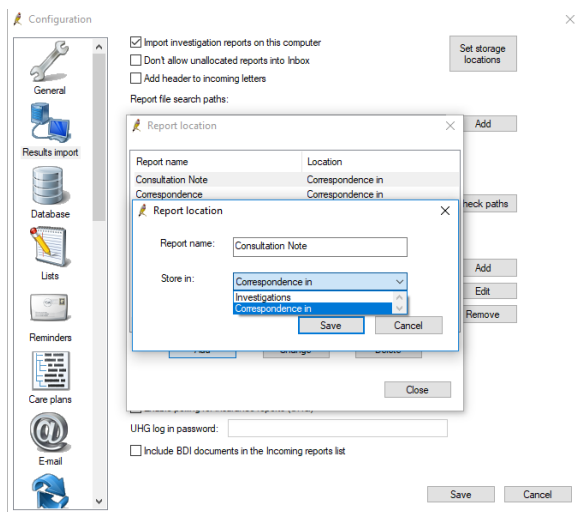 Configuration
General
Results import
Database
Lists
Reminders
Care plans
E-mail
Import investigation reports on this computer
Don't allow unallocated reports into Inbox
Add header to incoming letters
Set storage
locations
Report file search paths:
Add
Report location
Report name Location
Consultation Note Correspondence in
Correspondence Correspondence in
heck paths
Report location
Report name: Consultation Note
Store in: Correspondence in
Investigations
Correspondence in
Save Cancel
Add
Edit
Remove
Close
UHG log in password:
Include BDI documents in the Incoming reports list
Save Cancel